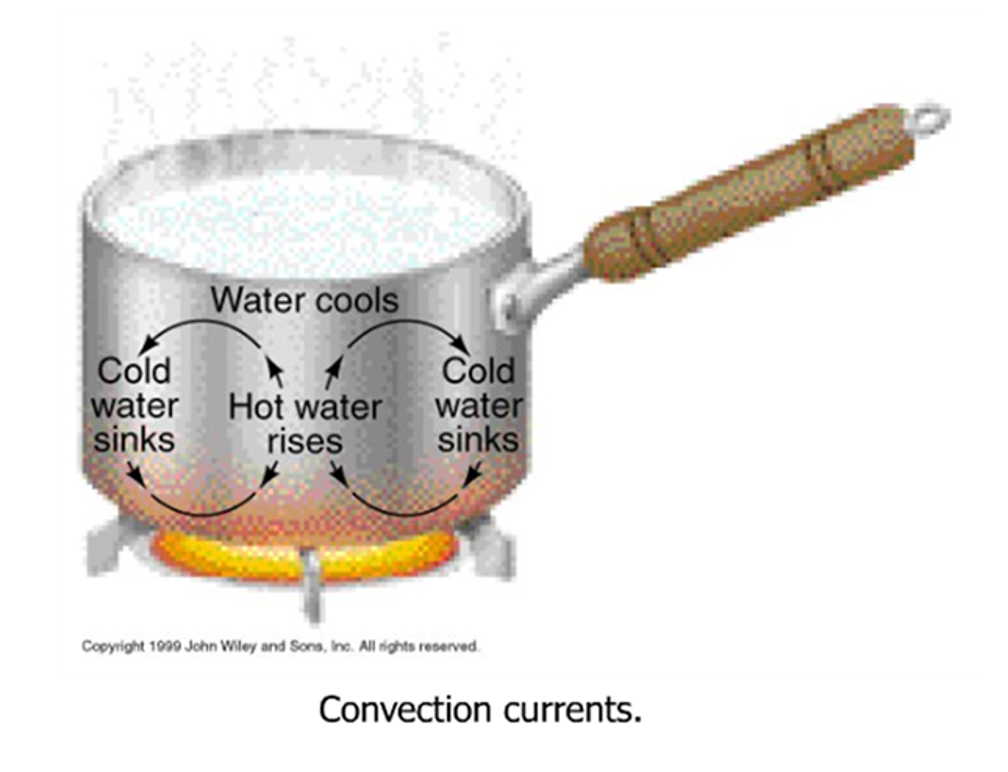 Water cools
Cold
water
sinks
Hot water
rises
Cold
water
sinks
Copyright 1999 John Wiley and Sons, Inc. All rights reserved.
Convection currents.